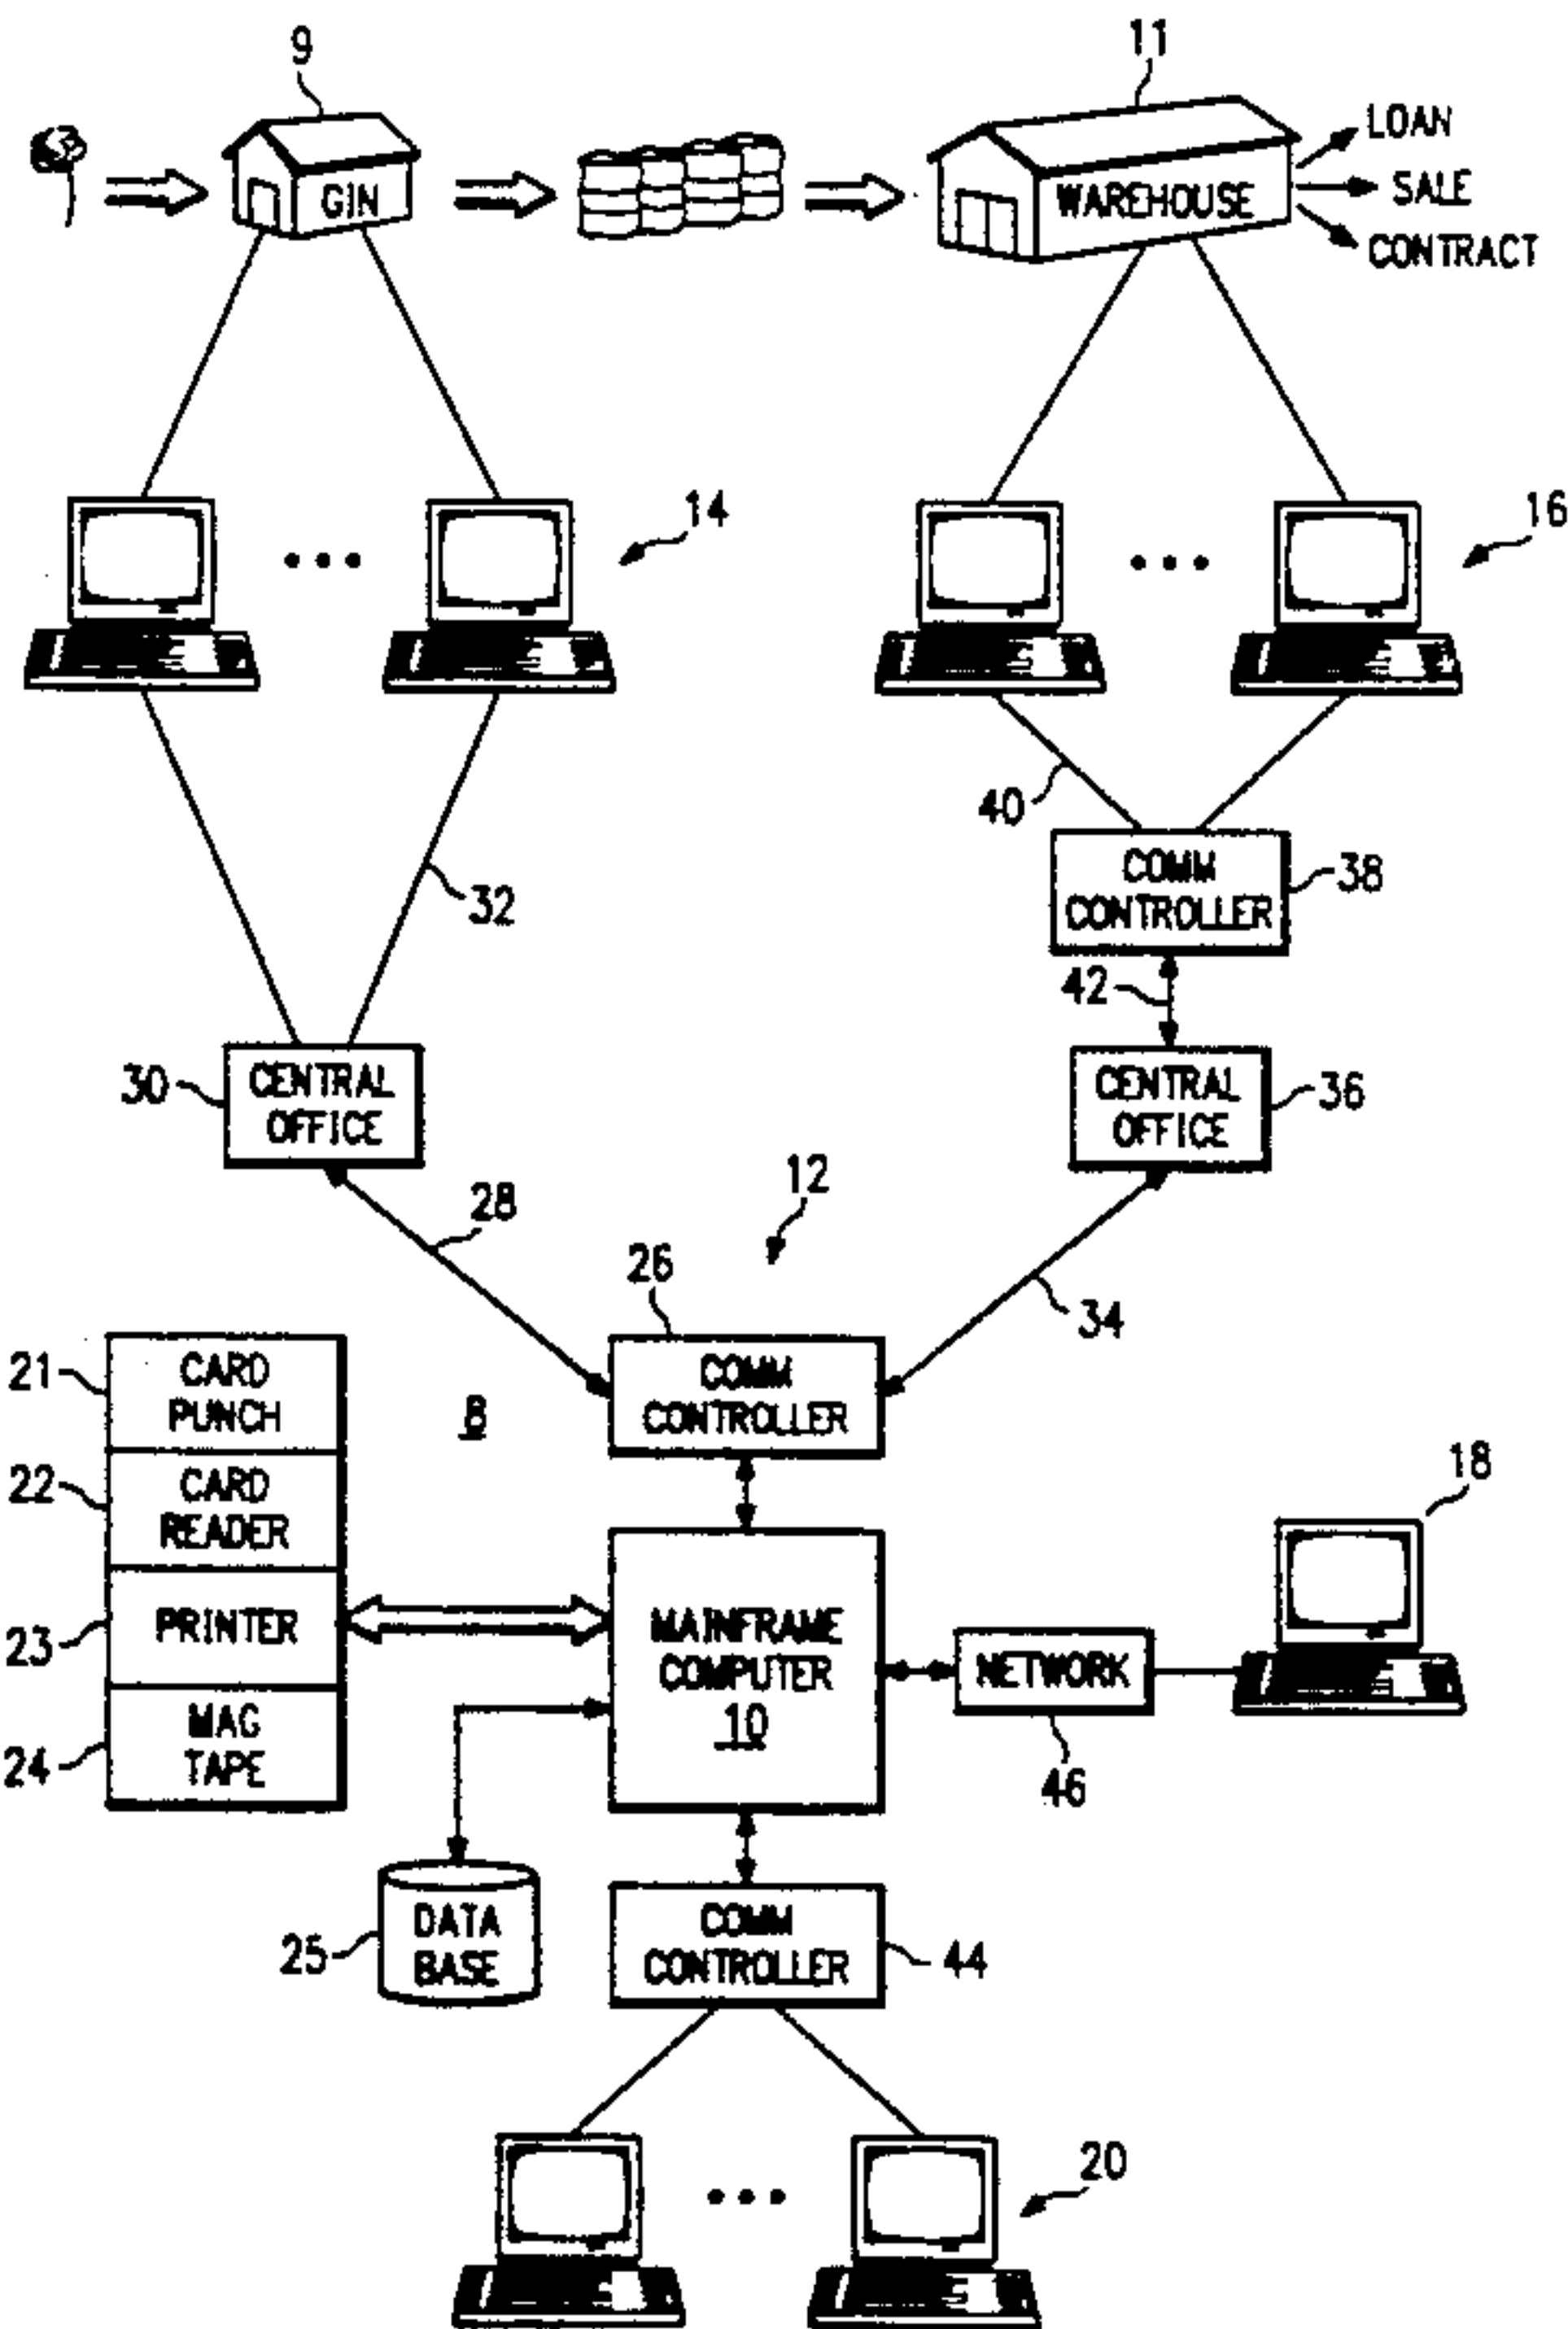 9
11
LOAN
SALE
CONTRACT
GIN
WAREHOUSE
14
16
40
32
COMM
CONTROLLER
38
42
30
CENTRAL
OFFICE
CENTRAL
OFFICE
36
28
12
26
34
21
CARD
PUNCH
8
COMM
CONTROLLER
22
CARD
READER
18
23
PRINTER
MAINFRAME
COMPUTER
10
NETWORK
46
24
MAG
TAPE
25
DATA
BASE
COMM
CONTROLLER
44
20